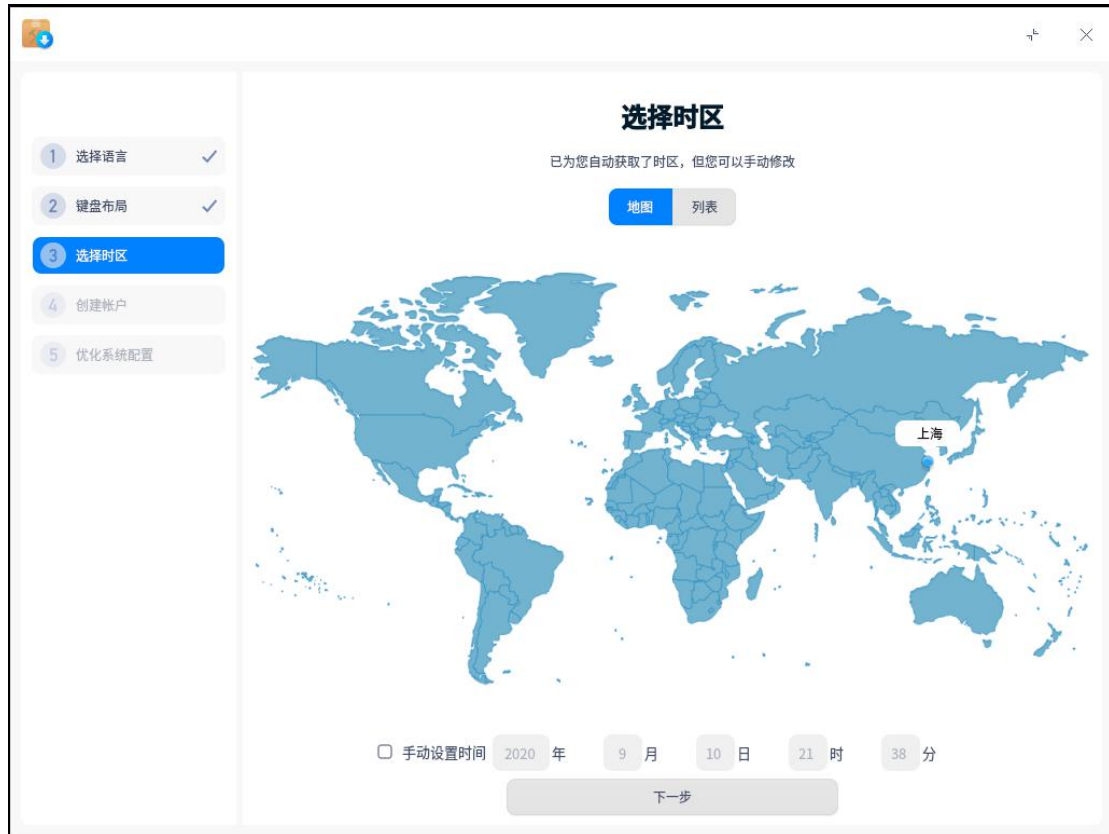 1 选择语言
2 键盘布局
3 选择时区
4 创建帐户
5 优化系统配置
选择时区
已为您自动获取了时区，但您可以手动修改
地图 列表
上海
手动设置时间 2020 年 9 月 10 日 21 时 38 分
下一步